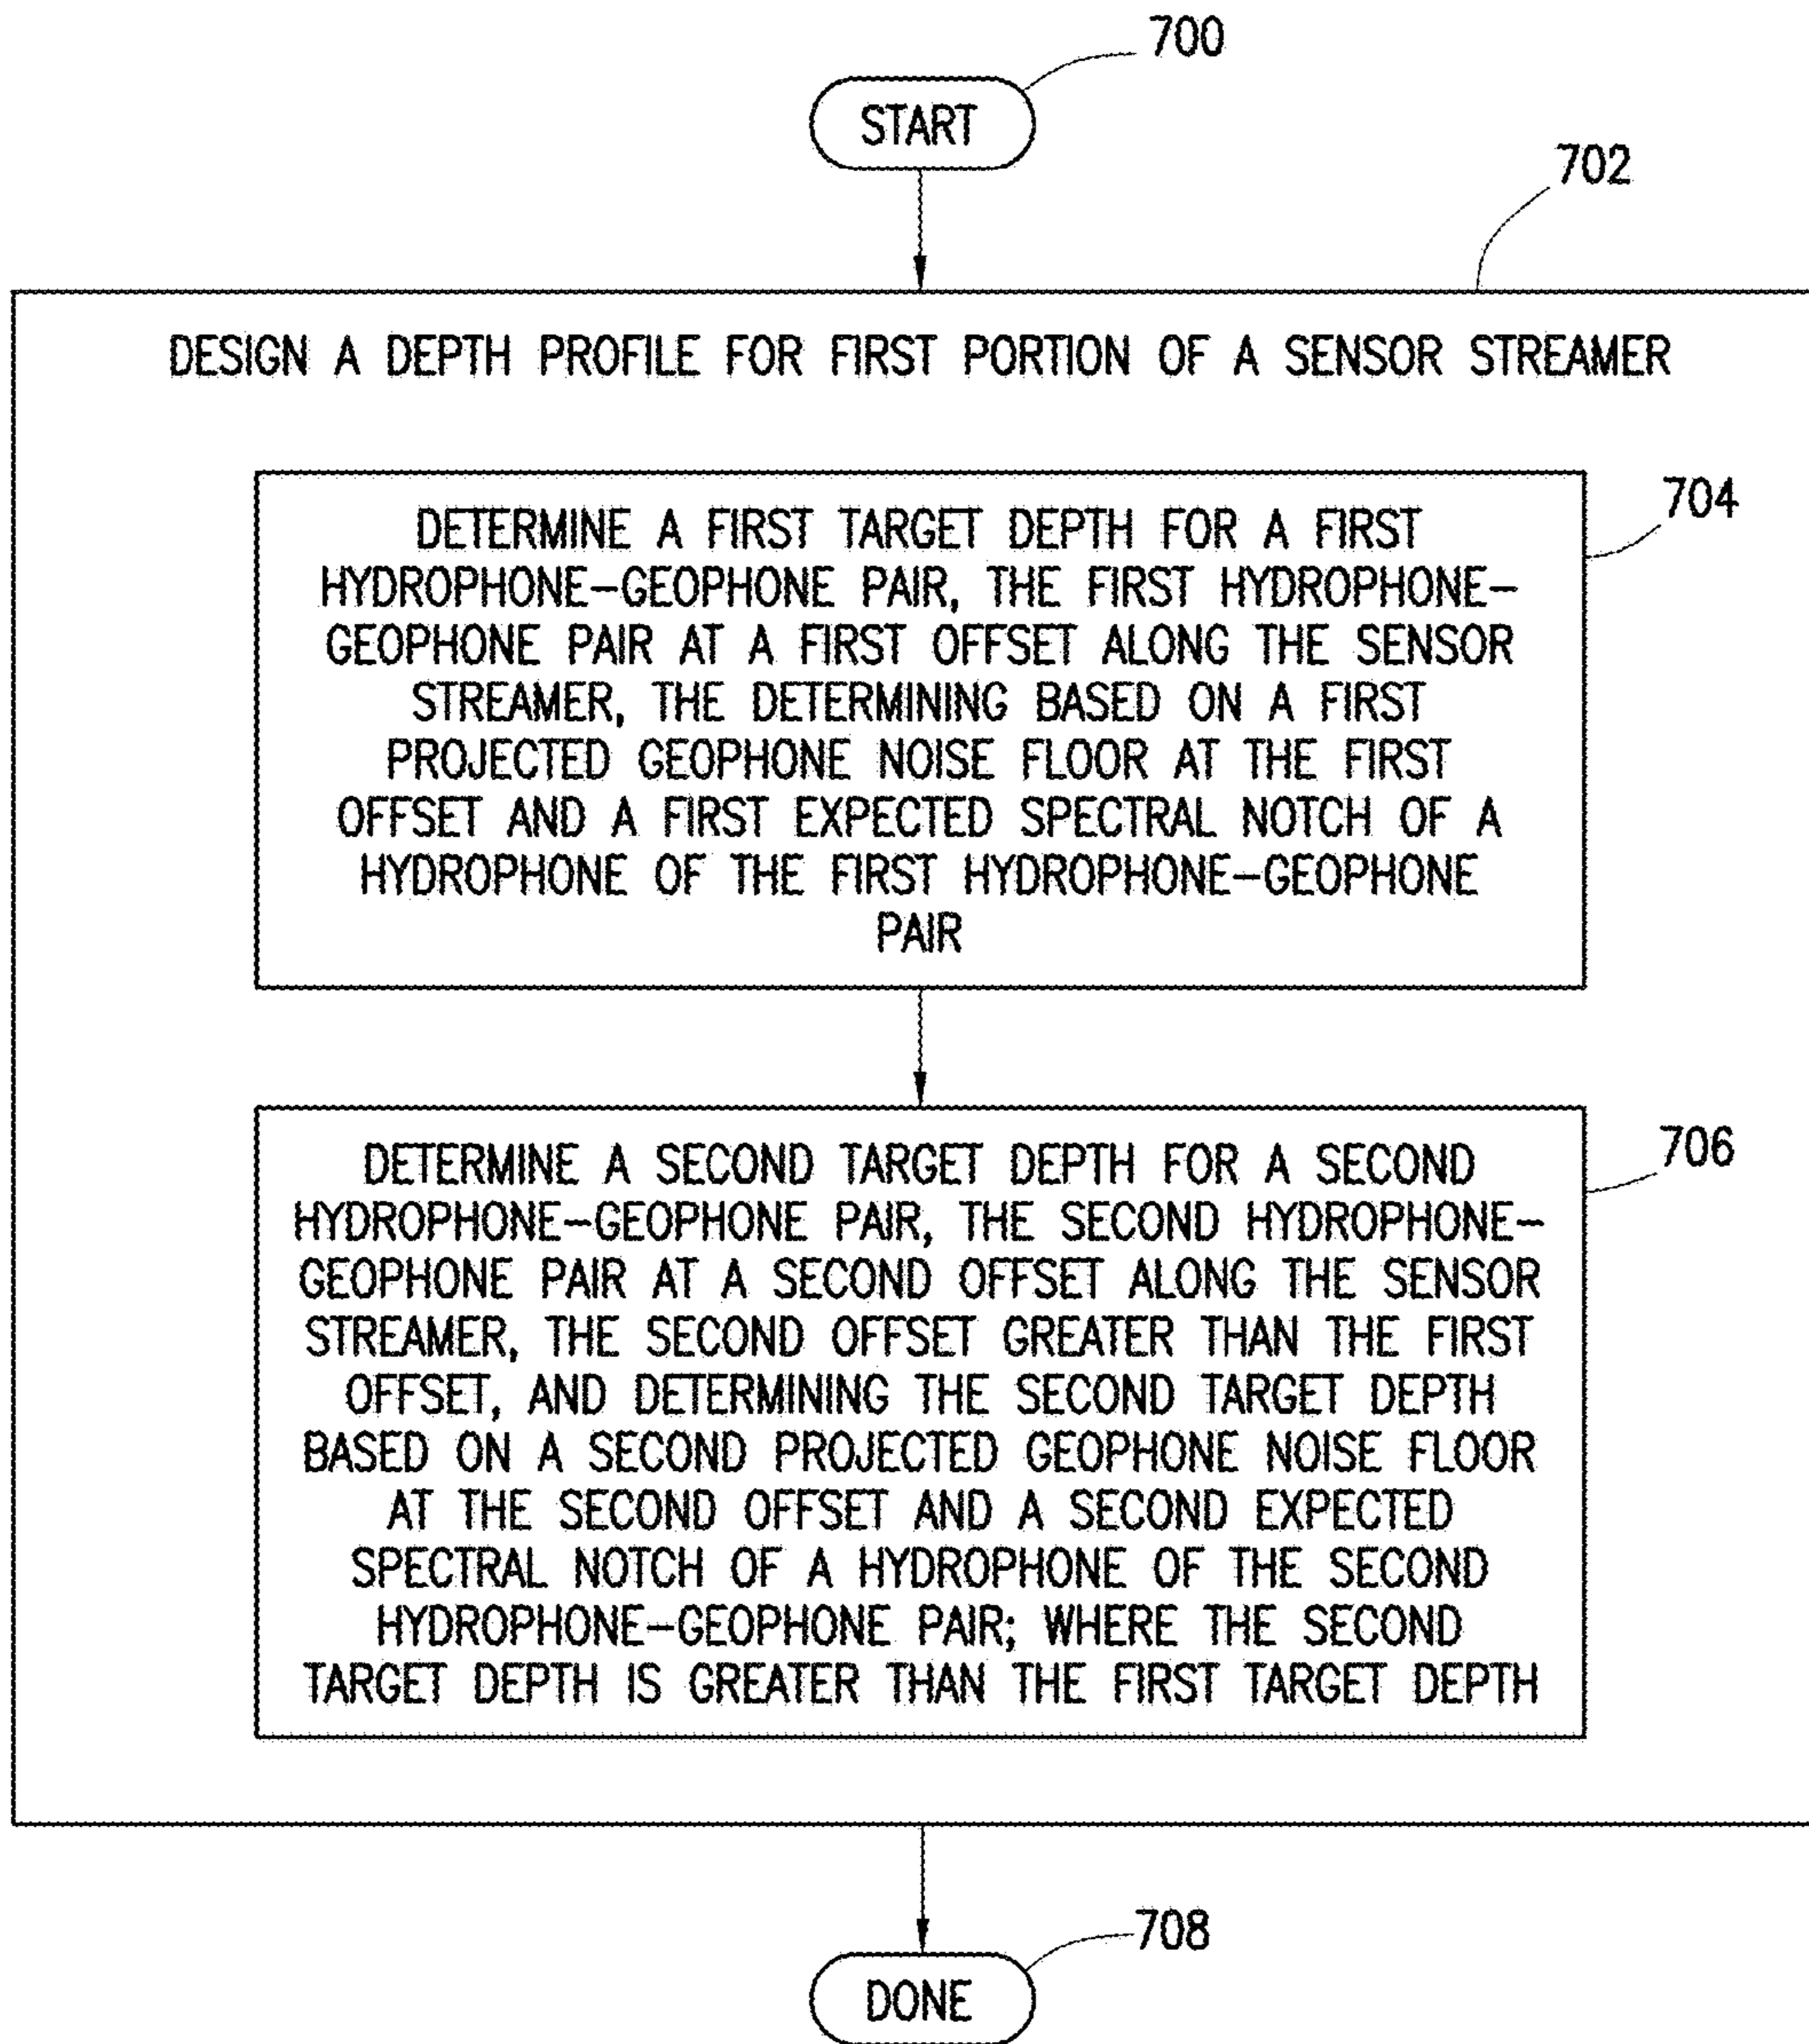 700
START
702
DESIGN A DEPTH PROFILE FOR FIRST PORTION OF A SENSOR STREAMER
704
DETERMINE A FIRST TARGET DEPTH FOR A FIRST
HYDROPHONE-GEOPHONE PAIR, THE FIRST HYDROPHONE-
GEOPHONE PAIR AT A FIRST OFFSET ALONG THE SENSOR
STREAMER, THE DETERMINING BASED ON A FIRST
PROJECTED GEOPHONE NOISE FLOOR AT THE FIRST
OFFSET AND A FIRST EXPECTED SPECTRAL NOTCH OF A
HYDROPHONE OF THE FIRST HYDROPHONE-GEOPHONE
PAIR
706
DETERMINE A SECOND TARGET DEPTH FOR A SECOND
HYDROPHONE-GEOPHONE PAIR, THE SECOND HYDROPHONE-
GEOPHONE PAIR AT A SECOND OFFSET ALONG THE SENSOR
STREAMER, THE SECOND OFFSET GREATER THAN THE FIRST
OFFSET, AND DETERMINING THE SECOND TARGET DEPTH
BASED ON A SECOND PROJECTED GEOPHONE NOISE FLOOR
AT THE SECOND OFFSET AND A SECOND EXPECTED
SPECTRAL NOTCH OF A HYDROPHONE OF THE SECOND
HYDROPHONE-GEOPHONE PAIR; WHERE THE SECOND
TARGET DEPTH IS GREATER THAN THE FIRST TARGET DEPTH
708
DONE